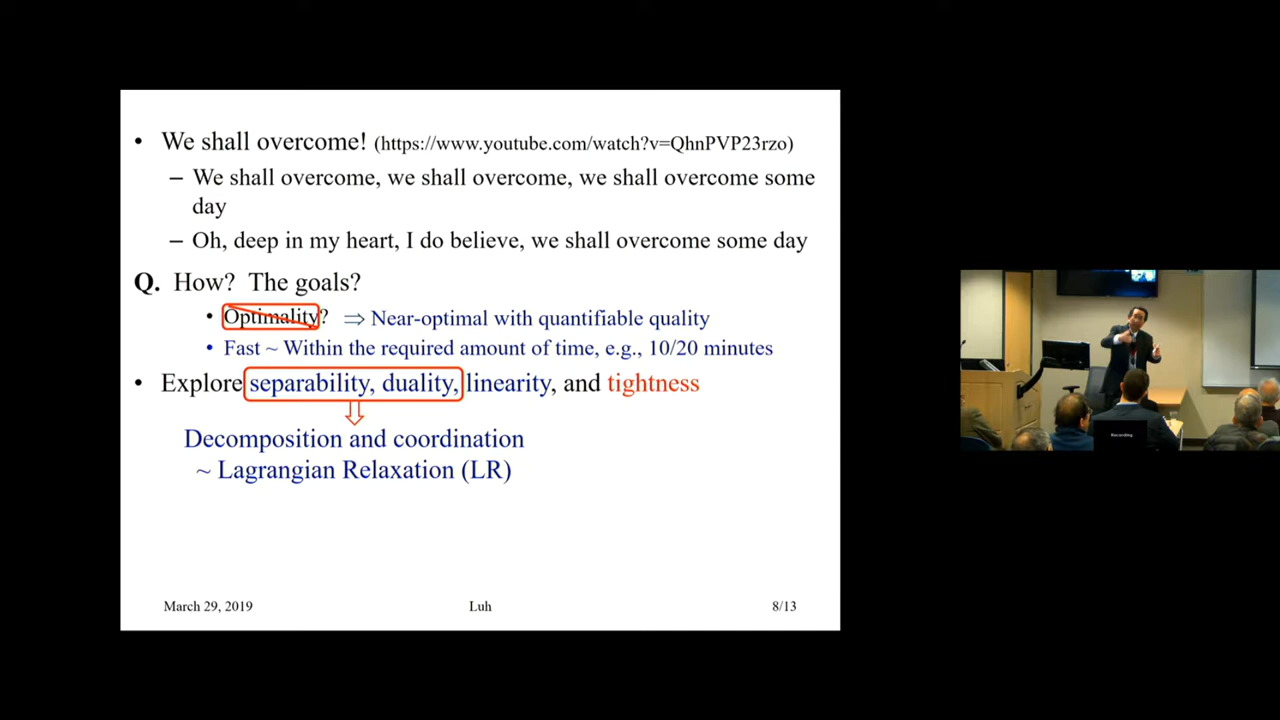 • We shall overcome! (https://www.youtube.com/watch?v=QhnPVP23rzo)
– We shall overcome, we shall overcome, we shall overcome some
day
– Oh, deep in my heart, I do believe, we shall overcome some day
Q. How? The goals?
• Optimality? ⇒ Near-optimal with quantifiable quality
• Fast ~ Within the required amount of time, e.g., 10/20 minutes
• Explore separability, duality, linearity, and tightness
Decomposition and coordination
~ Lagrangian Relaxation (LR)
March 29, 2019 Luh 8/13
Recording